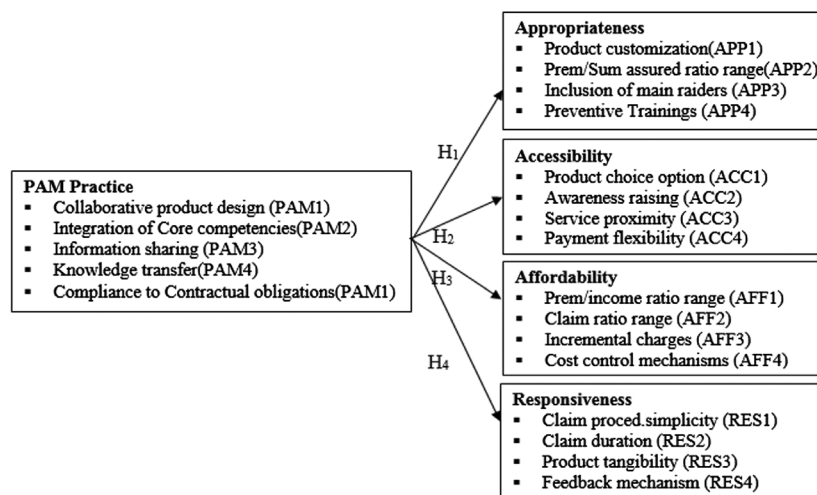 PAM Practice
▪ Collaborative product design (PAM1)
▪ Integration of Core competencies(PAM2)
▪ Information sharing (PAM3)
▪ Knowledge transfer(PAM4)
▪ Compliance to Contractual obligations(PAM1)
H1
H2
H3
H4
Appropriateness
▪ Product customization(APP1)
▪ Prem/Sum assured ratio range(APP2)
▪ Inclusion of main raiders (APP3)
▪ Preventive Trainings (APP4)
Accessibility
▪ Product choice option (ACC1)
▪ Awareness raising (ACC2)
▪ Service proximity (ACC3)
▪ Payment flexibility (ACC4)
Affordability
▪ Prem/income ratio range (AFF1)
▪ Claim ratio range (AFF2)
▪ Incremental charges (AFF3)
▪ Cost control mechanisms (AFF4)
Responsiveness
▪ Claim proced.simplicity (RES1)
▪ Claim duration (RES2)
▪ Product tangibility (RES3)
▪ Feedback mechanism (RES4)